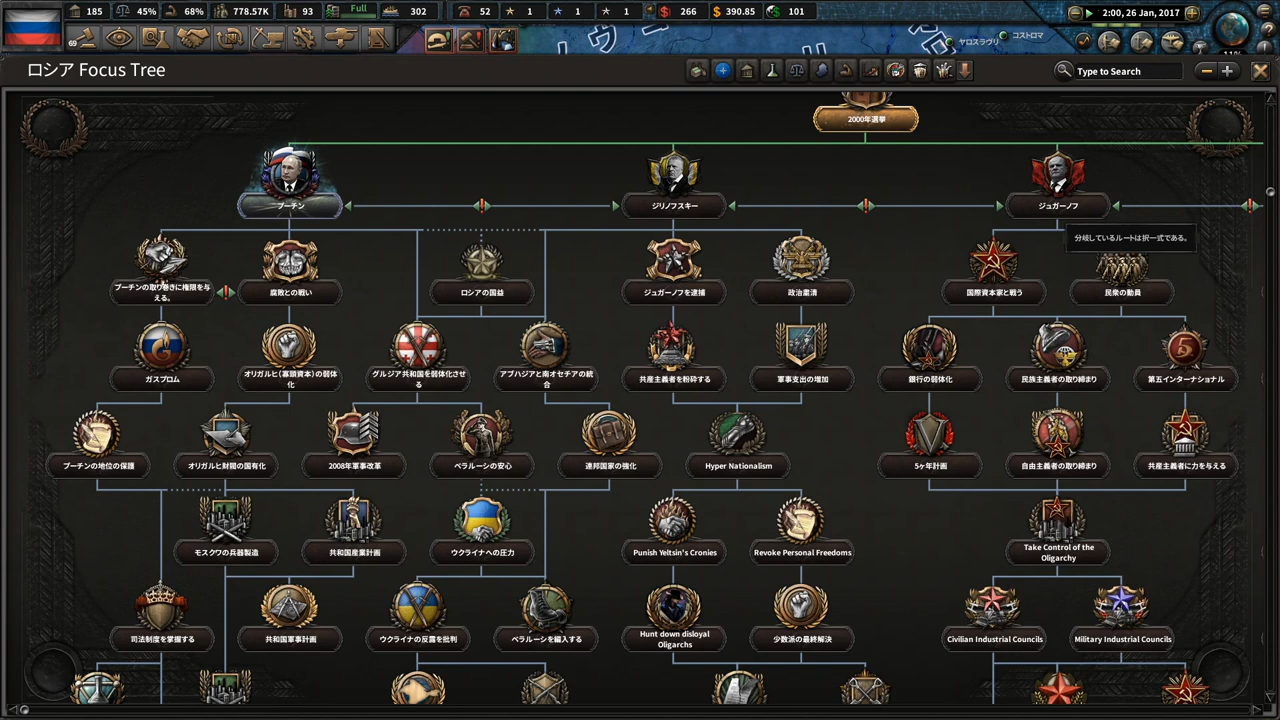 185
45%
68%
778.57K
93
Full
302
52
1
1
1
266
390.85
101
2:00, 26 Jan, 2017
69
ヤロスラヴリ
コストロマ
11%
ロシア Focus Tree
Type to Search
2000年選挙
プーチン
ジリノフスキー
ジュガーノフ
分岐しているルートは択一式である。
プーチンの取り巻きに権限を与える。
腐敗との戦い
ロシアの国益
ジュガーノフを逮捕
政治粛清
国際資本家と戦う
民衆の動員
ガスプロム
オリガルヒ(寡頭資本)の弱体化
グルジア共和国を弱体化させる
アブハジアと南オセチアの統合
共産主義者を粉砕する
軍事支出の増加
銀行の弱体化
民族主義者の取り締まり
第五インターナショナル
プーチンの地位の保護
オリガルヒ財閥の国有化
2008年軍事改革
ベラルーシの安心
連邦国家の強化
Hyper Nationalism
5ヶ年計画
自由主義者の取り締まり
共産主義者に力を与える
モスクワの兵器製造
共和国産業計画
ウクライナへの圧力
Punish Yeltsin's Cronies
Revoke Personal Freedoms
Take Control of the
Oligarchy
司法制度を掌握する
共和国軍事計画
ウクライナの反露を批判
ベラルーシを編入する
Hunt down disloyal
Oligarchs
少数派の最終解決
Civilian Industrial Councils
Military Industrial Councils